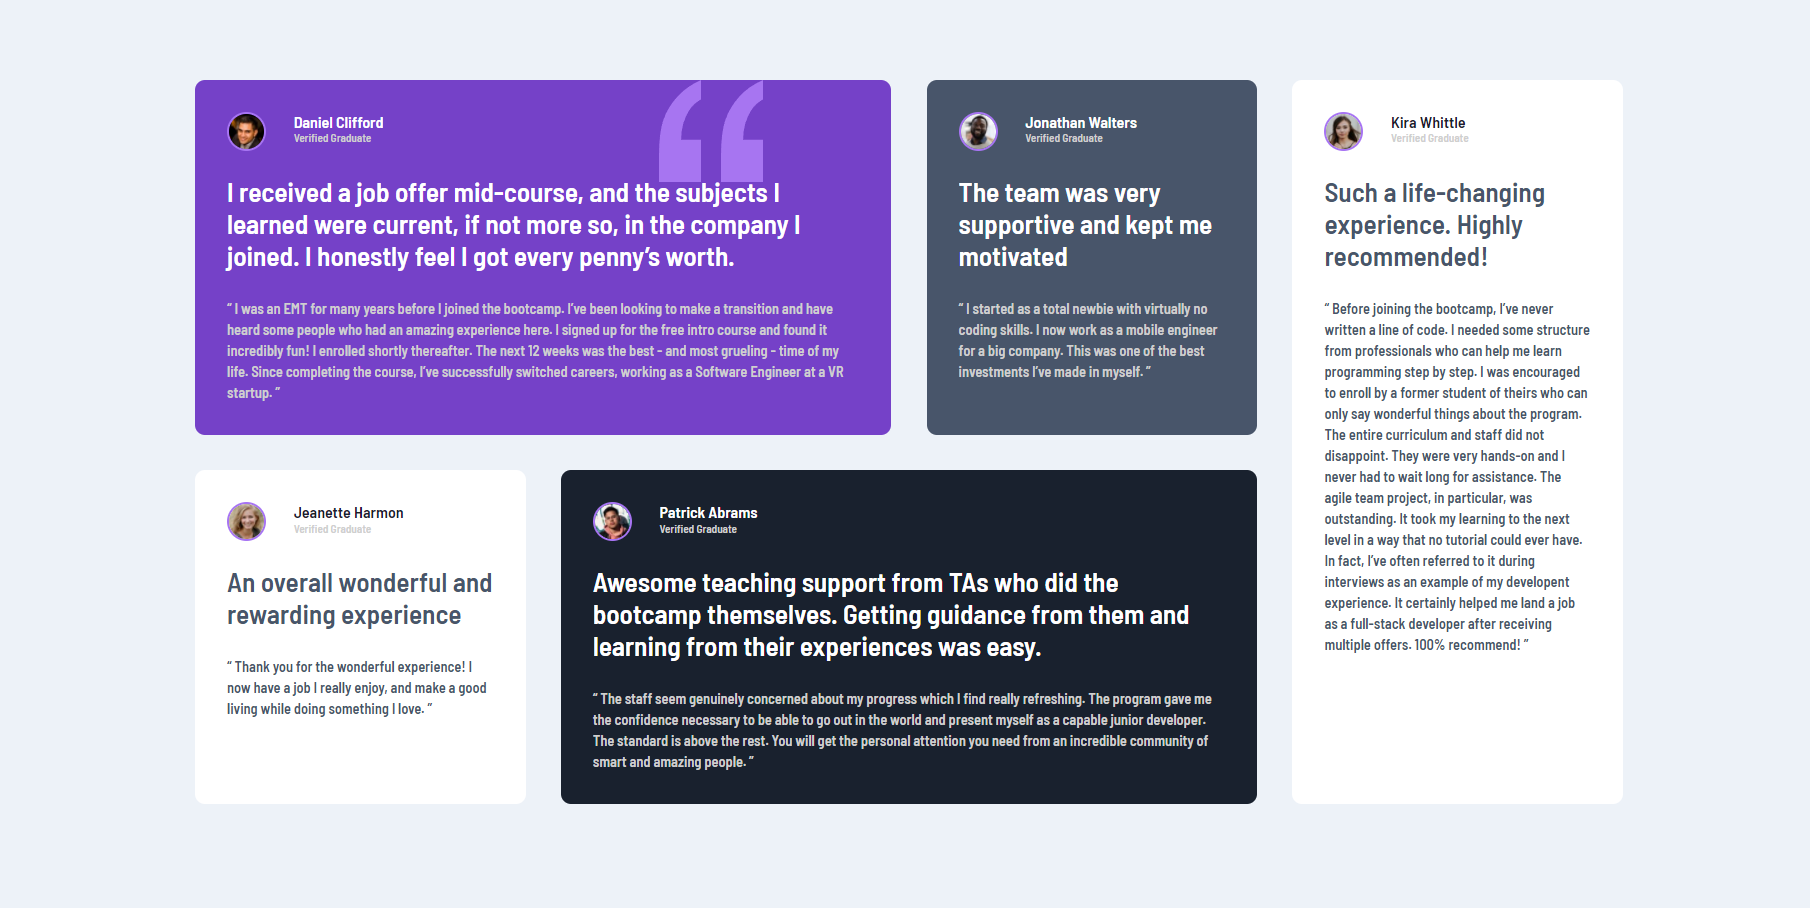 Daniel Clifford
Verified Graduate
I received a job offer mid-course, and the subjects I
learned were current, if not more so, in the company I
joined. I honestly feel I got every penny’s worth.
“ I was an EMT for many years before I joined the bootcamp. I’ve been looking to make a transition and have
heard some people who had an amazing experience here. I signed up for the free intro course and found it
incredibly fun! I enrolled shortly thereafter. The next 12 weeks was the best - and most grueling - time of my
life. Since completing the course, I’ve successfully switched careers, working as a Software Engineer at a VR
startup. ”
Jonathan Walters
Verified Graduate
The team was very
supportive and kept me
motivated
“ I started as a total newbie with virtually no
coding skills. I now work as a mobile engineer
for a big company. This was one of the best
investments I’ve made in myself. ”
Kira Whittle
Verified Graduate
Such a life-changing
experience. Highly
recommended!
“ Before joining the bootcamp, I’ve never
written a line of code. I needed some structure
from professionals who can help me learn
programming step by step. I was encouraged
to enroll by a former student of theirs who can
only say wonderful things about the program.
The entire curriculum and staff did not
disappoint. They were very hands-on and I
never had to wait long for assistance. The
agile team project, in particular, was
outstanding. It took my learning to the next
level in a way that no tutorial could ever have.
In fact, I’ve often referred to it during
interviews as an example of my developent
experience. It certainly helped me land a job
as a full-stack developer after receiving
multiple offers. 100% recommend! ”
Jeanette Harmon
Verified Graduate
An overall wonderful and
rewarding experience
“ Thank you for the wonderful experience! I
now have a job I really enjoy, and make a good
living while doing something I love. ”
Patrick Abrams
Verified Graduate
Awesome teaching support from TAs who did the
bootcamp themselves. Getting guidance from them and
learning from their experiences was easy.
“ The staff seem genuinely concerned about my progress which I find really refreshing. The program gave me
the confidence necessary to be able to go out in the world and present myself as a capable junior developer.
The standard is above the rest. You will get the personal attention you need from an incredible community of
smart and amazing people. ”